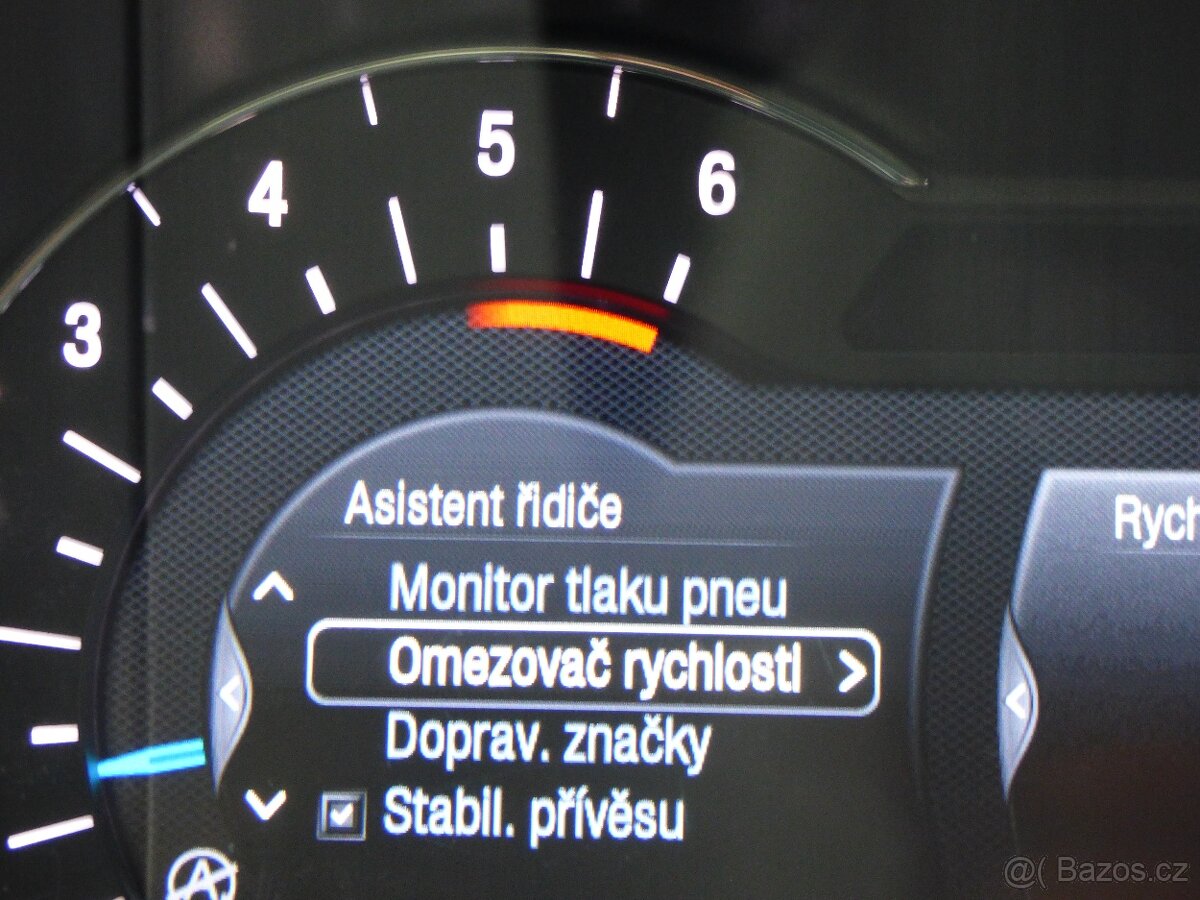 3
4
5
6
Asistent řidiče
Monitor tlaku pneu
Omezovač rychlosti
Doprav. značky
Stabil. přívěsu
Rych
A
@( Bazos.cz